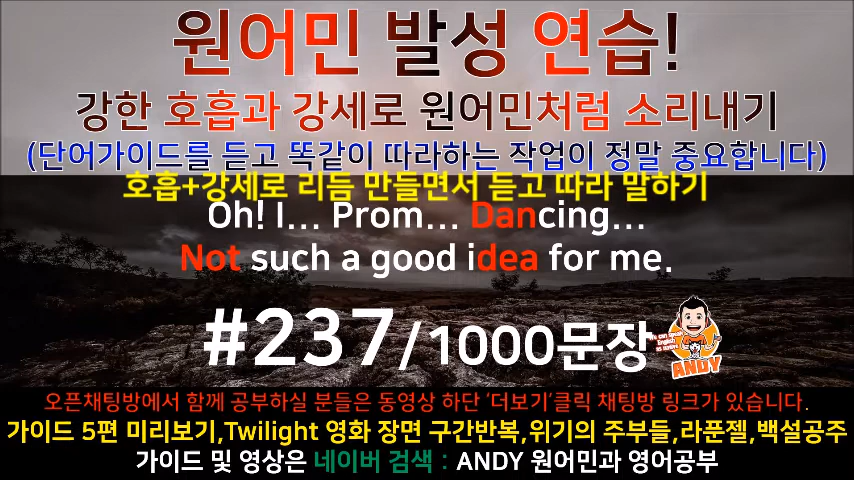 원어민 발성 연습!
강한 호흡과 강세로 원어민처럼 소리내기
(단어가이드를 듣고 똑같이 따라하는 작업이 정말 중요합니다)
호흡+강세로 리듬 만들면서 듣고 따라 말하기
Oh! I... Prom... Dancing...
Not such a good idea for me.
#237/1000문장
ANDY
오픈채팅방에서 함께 공부하실 분들은 동영상 하단 '더보기'클릭 채팅방 링크가 있습니다.
가이드 5편 미리보기,Twilight 영화 장면 구간반복,위기의 주부들,라푼젤,백설공주
가이드 및 영상은 네이버 검색 : ANDY 원어민과 영어공부